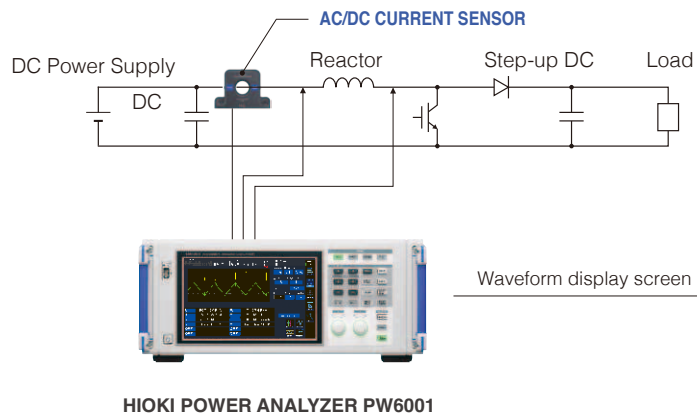 AC/DC CURRENT SENSOR
DC Power Supply
Reactor
Step-up DC
Load
DC
Waveform display screen
HIOKI POWER ANALYZER PW6001